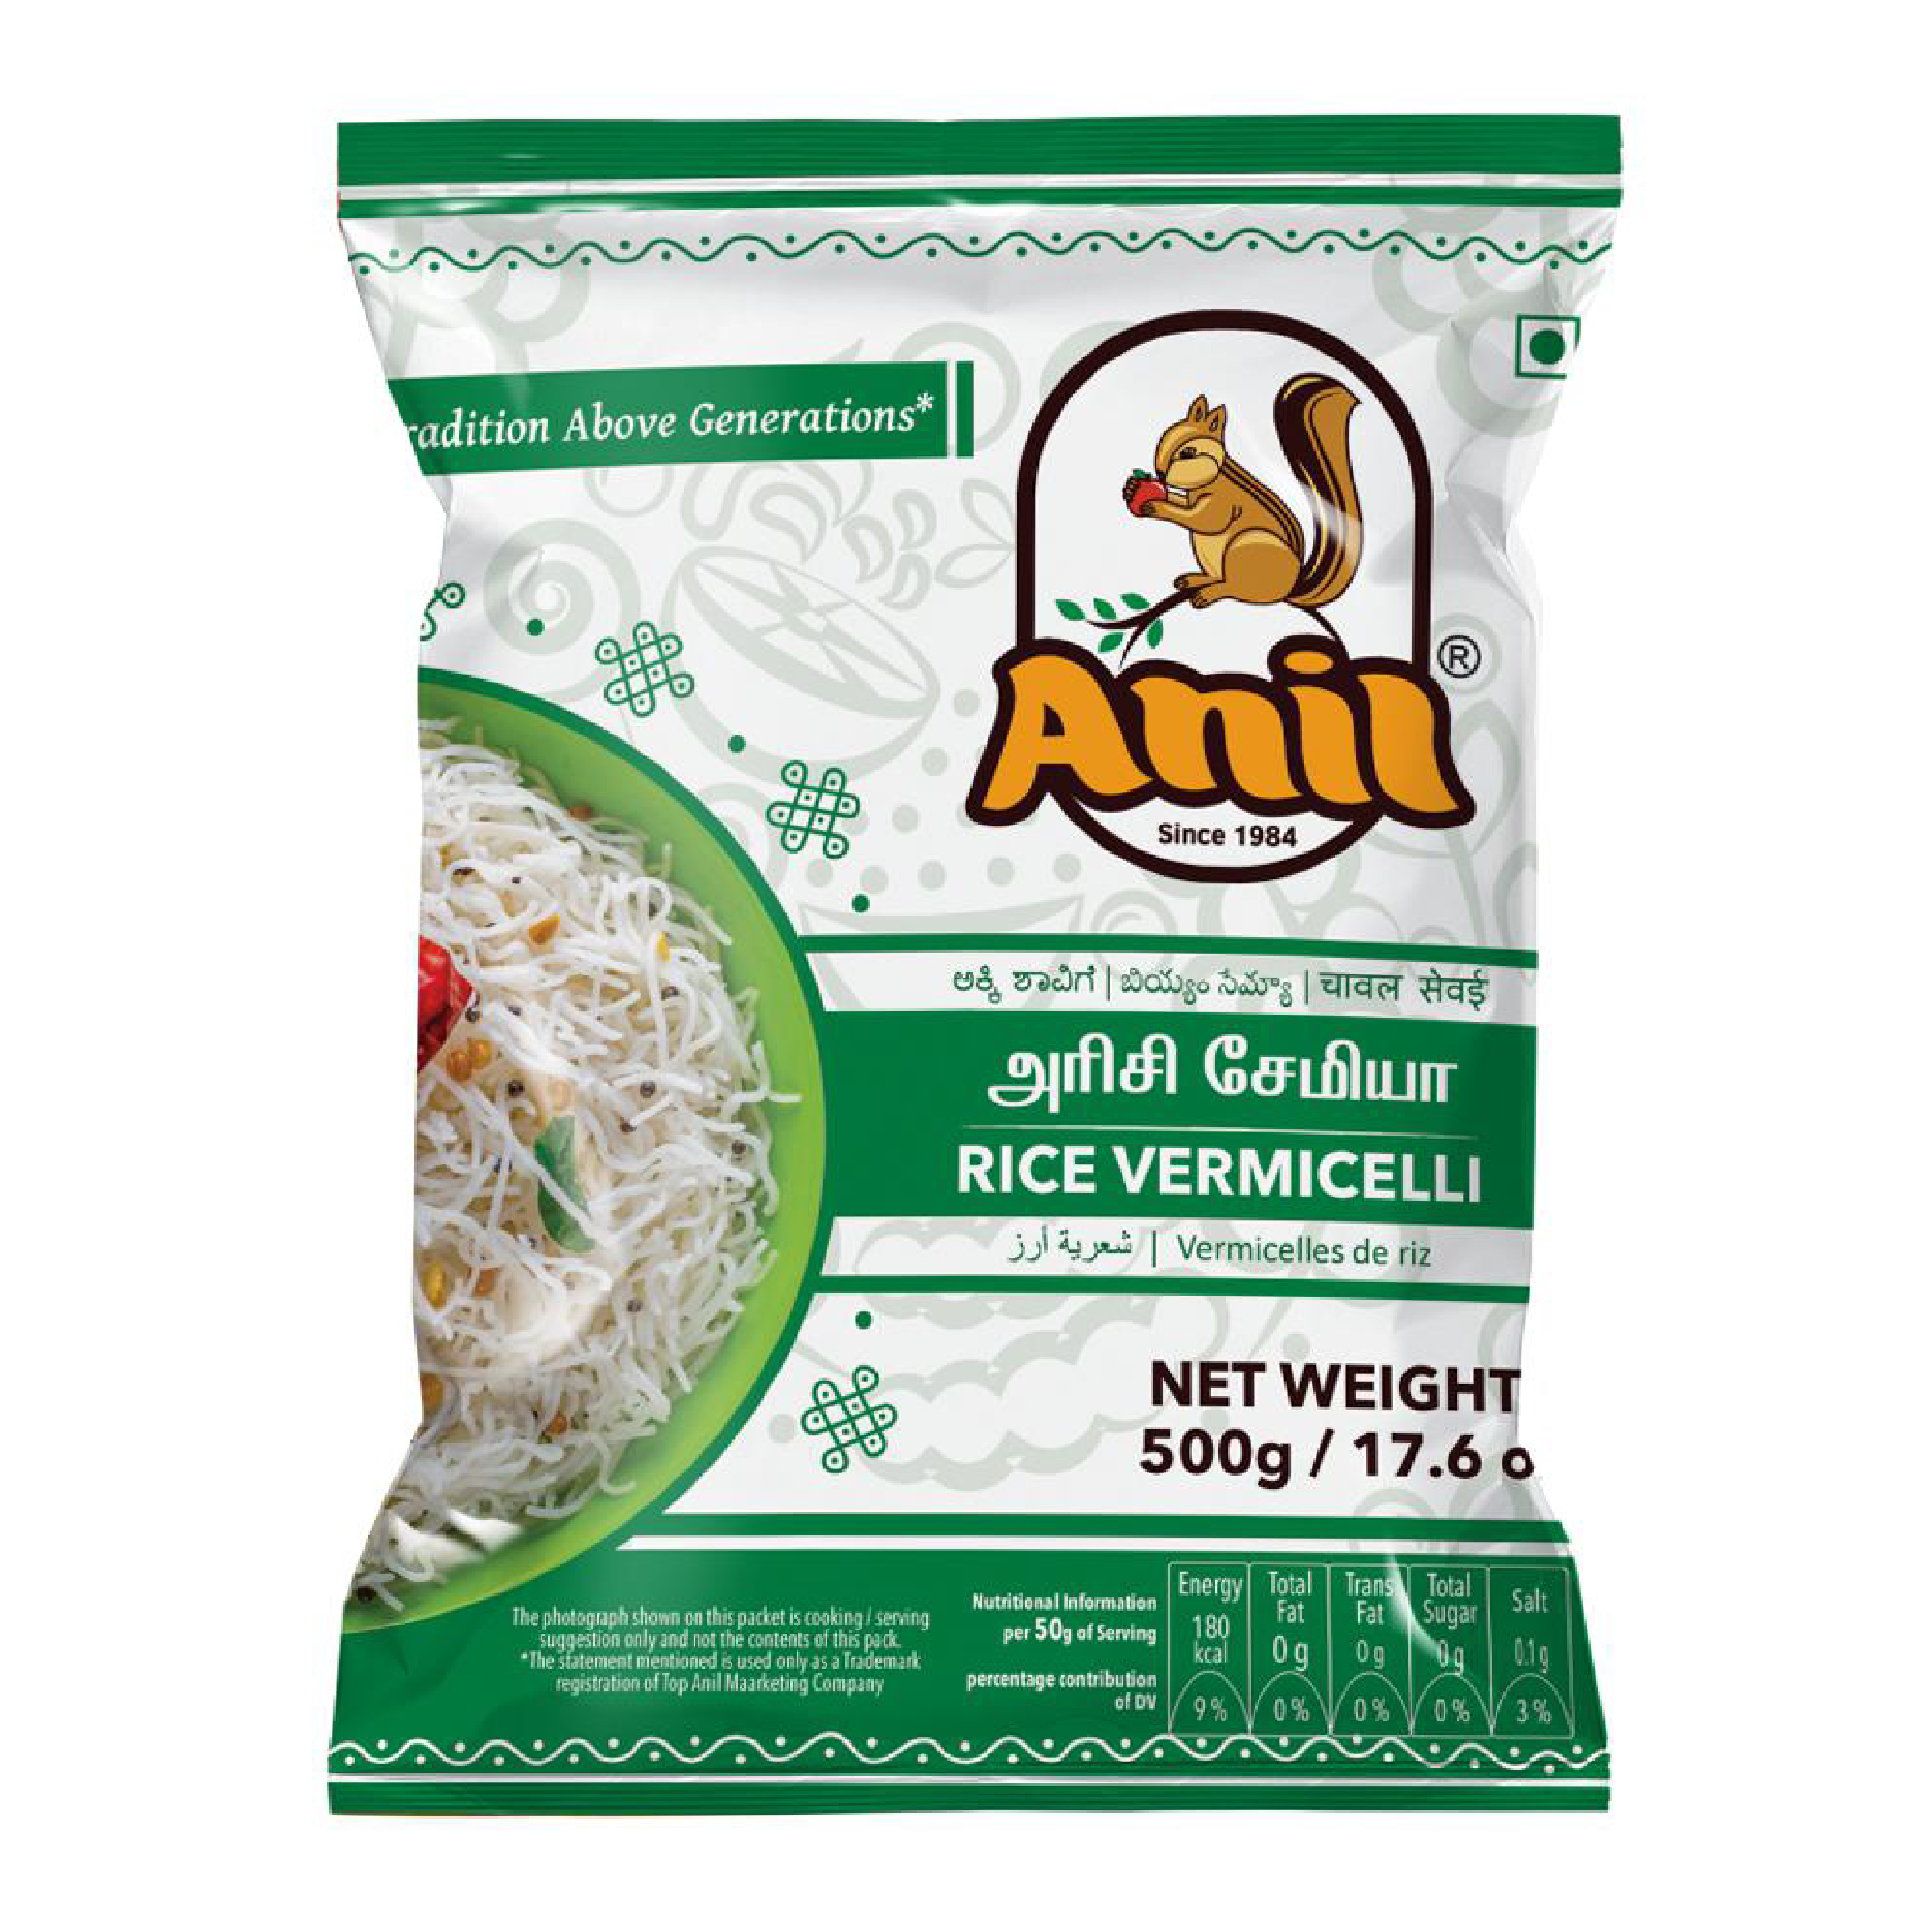 radition Above Generations*
Anil®
Since 1984
ಅಕ್ಕಿ ಶಾವಿಗೆ | బియ్యం సేమ్యా | चावल सेवई
அரிசி சேமியா
RICE VERMICELLI
شعرية أرز | Vermicelles de riz
NET WEIGHT
500g / 17.6 o
The photograph shown on this packet is cooking / serving
suggestion only and not the contents of this pack.
*The statement mentioned is used only as a Trademark
registration of Top Anil Maarketing Company
Nutritional Information
per 50g of Serving
percentage contribution
of DV
Energy
180
kcal
9%
Total
Fat
0 g
0%
Trans
Fat
0 g
0%
Total
Sugar
0 g
0%
Salt
0.1 g
3%